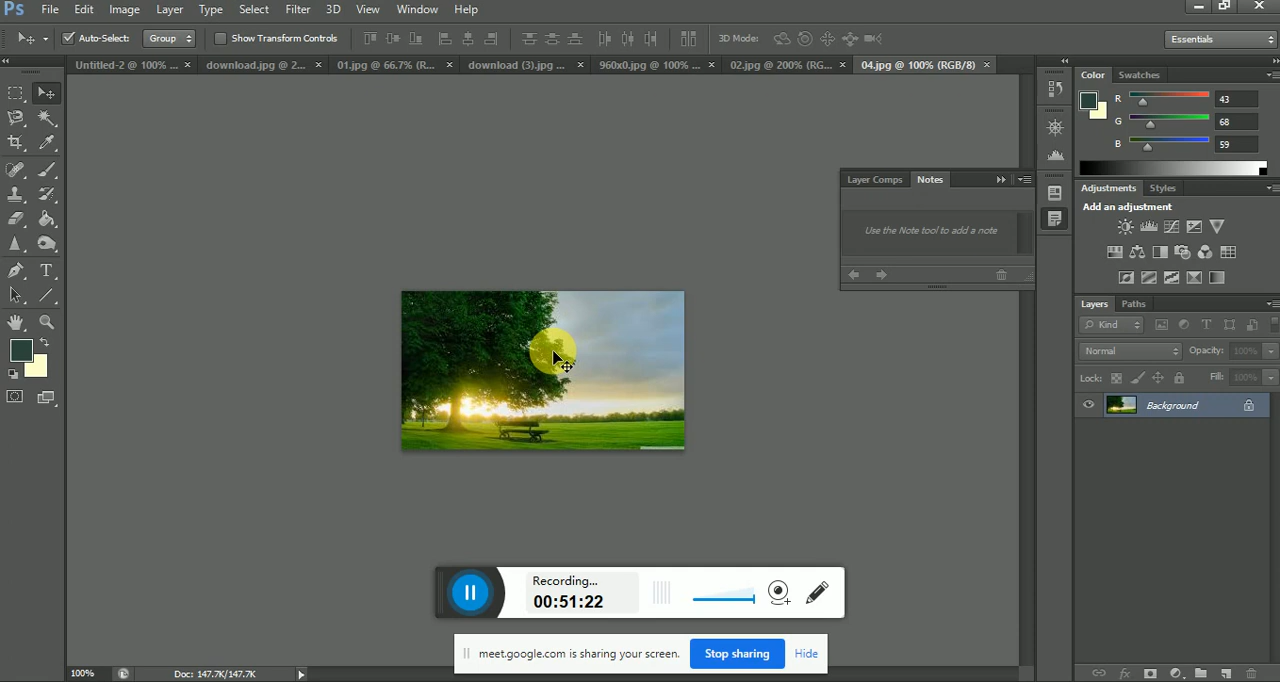 Ps File Edit Image Layer Type Select Filter 3D View Window Help
Auto-Select: Group Show Transform Controls 3D Mode: Essentials
Untitled-2 @ 100% ... × download.jpg @ 2... × 01.jpg @ 66.7% (R... × download (3).jpg ... × 960x0.jpg @ 100% ... × 02.jpg @ 200% (RG... × 04.jpg @ 100% (RGB/8) ×
Color Swatches
R 43
G 68
B 59
Layer Comps Notes
Use the Note tool to add a note
Adjustments Styles
Add an adjustment
Layers Paths
Kind
Normal Opacity: 100%
Lock: Fill: 100%
Background
Recording...
00:51:22
meet.google.com is sharing your screen. Stop sharing Hide
100% Doc: 147.7K/147.7K